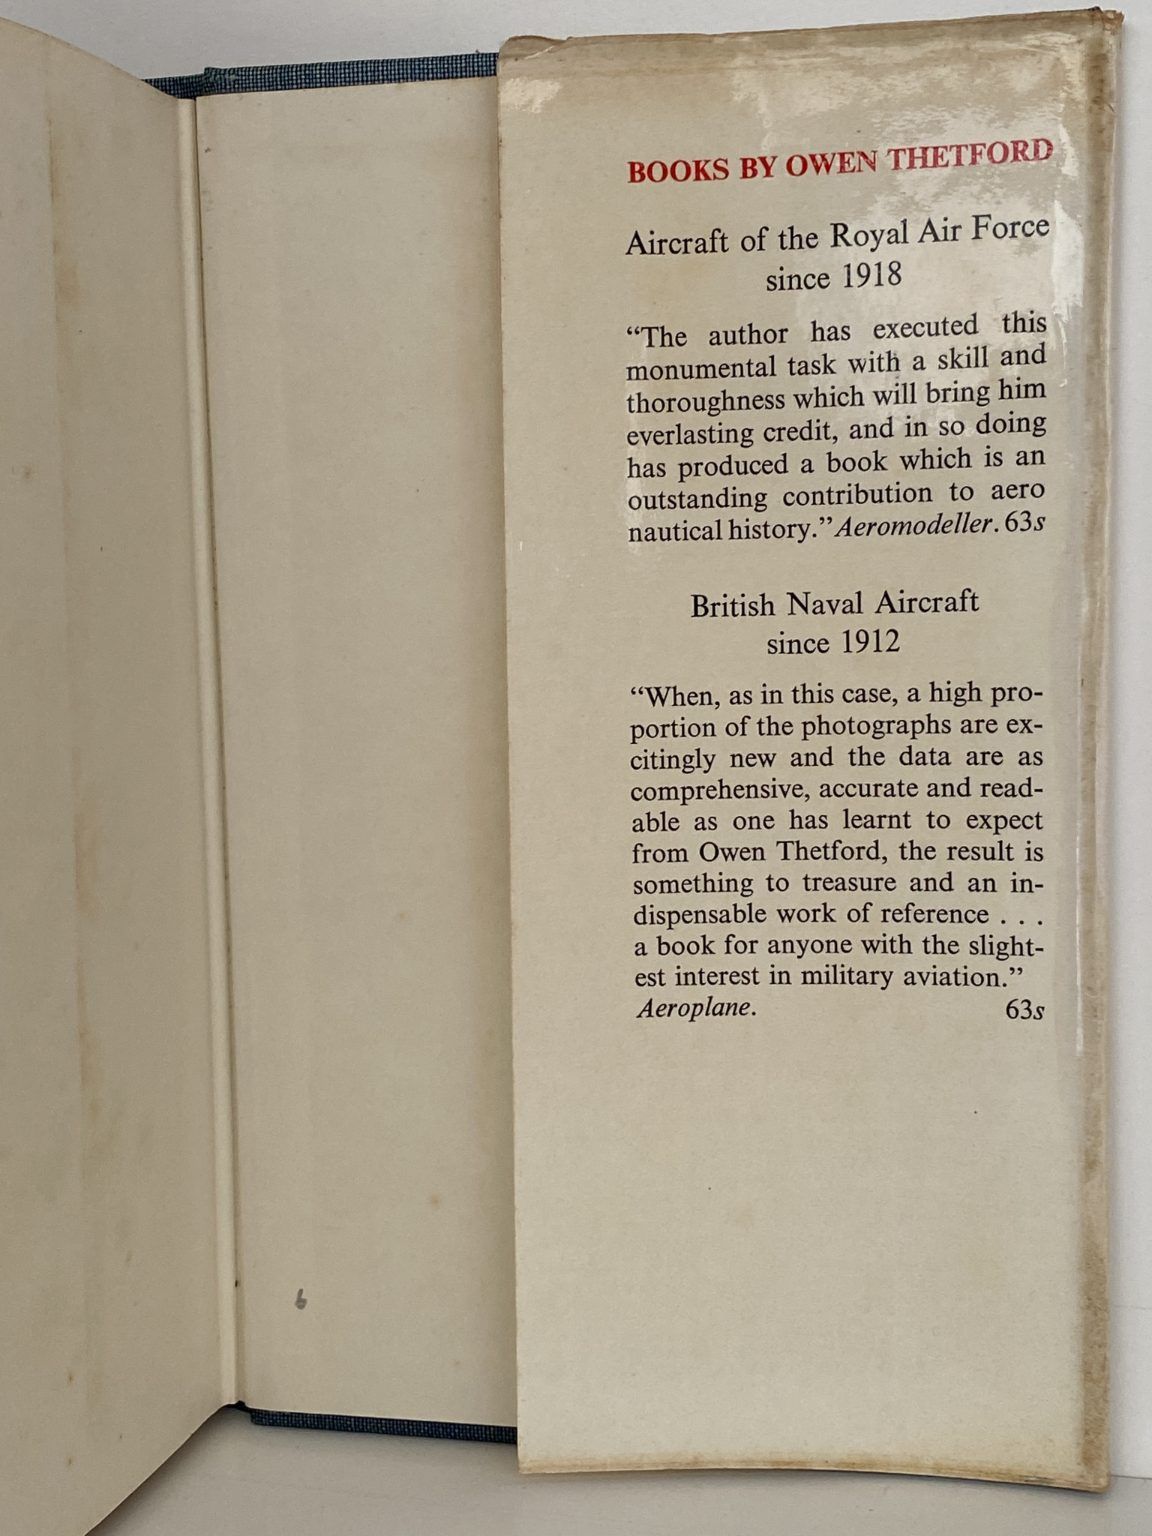 BOOKS BY OWEN THETFORD
Aircraft of the Royal Air Force
since 1918
“The author has executed this
monumental task with a skill and
thoroughness which will bring him
everlasting credit, and in so doing
has produced a book which is an
outstanding contribution to aero
nautical history.” Aeromodeller. 63s
British Naval Aircraft
since 1912
“When, as in this case, a high pro-
portion of the photographs are ex-
citingly new and the data are as
comprehensive, accurate and read-
able as one has learnt to expect
from Owen Thetford, the result is
something to treasure and an in-
dispensable work of reference . . .
a book for anyone with the slight-
est interest in military aviation.”
Aeroplane. 63s
6